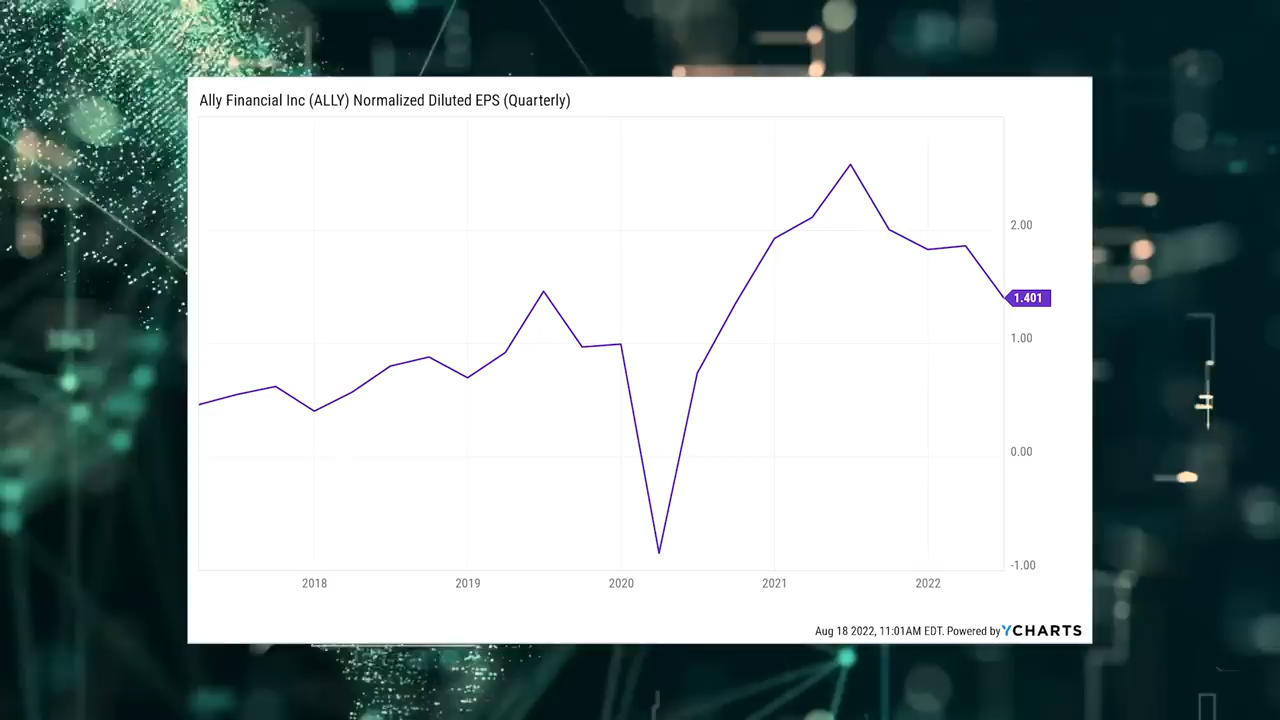 Ally Financial Inc (ALLY) Normalized Diluted EPS (Quarterly)
2.00
1.401
1.00
0.00
-1.00
2018 2019 2020 2021 2022
Aug 18 2022, 11:01AM EDT. Powered by YCHARTS